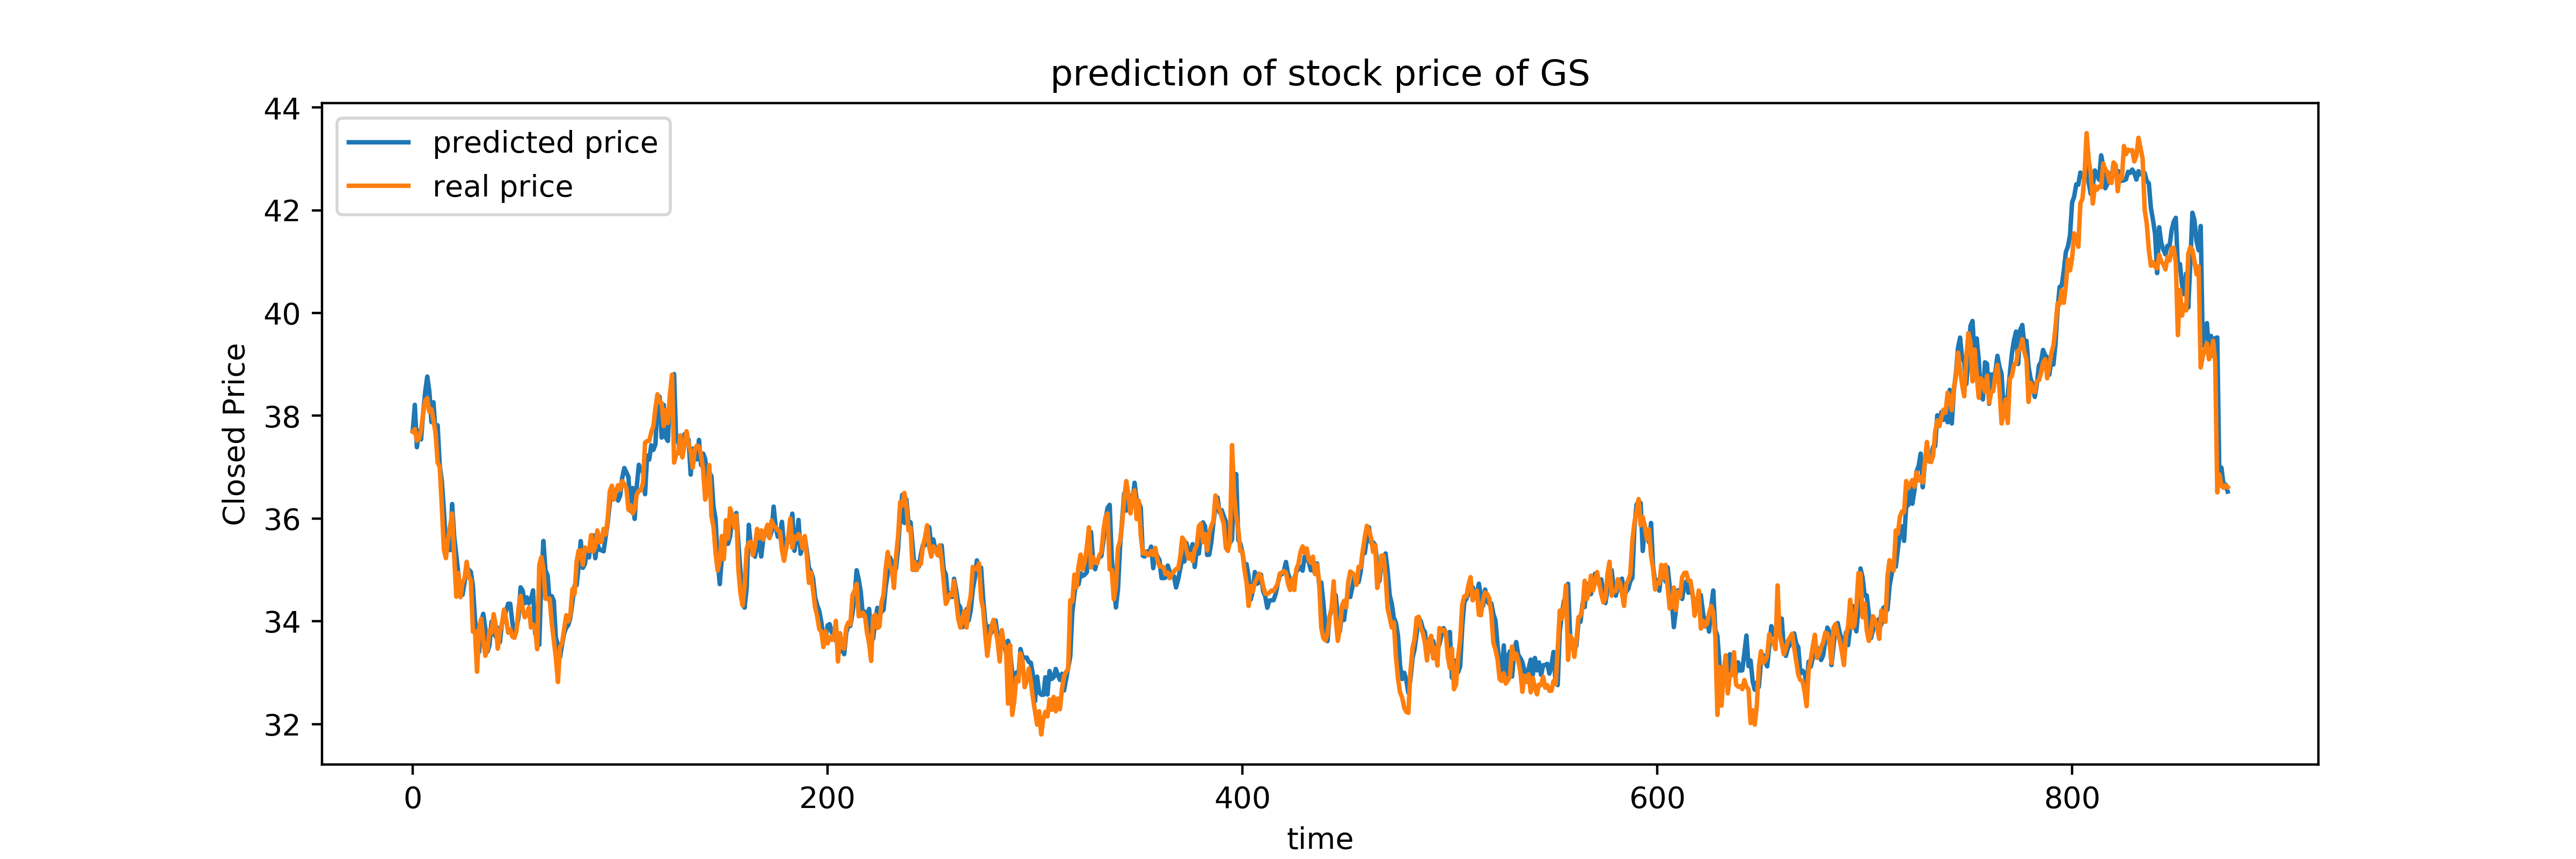 prediction of stock price of GS
predicted price
real price
Closed Price
44
42
40
38
36
34
32
0 200 400 600 800
time